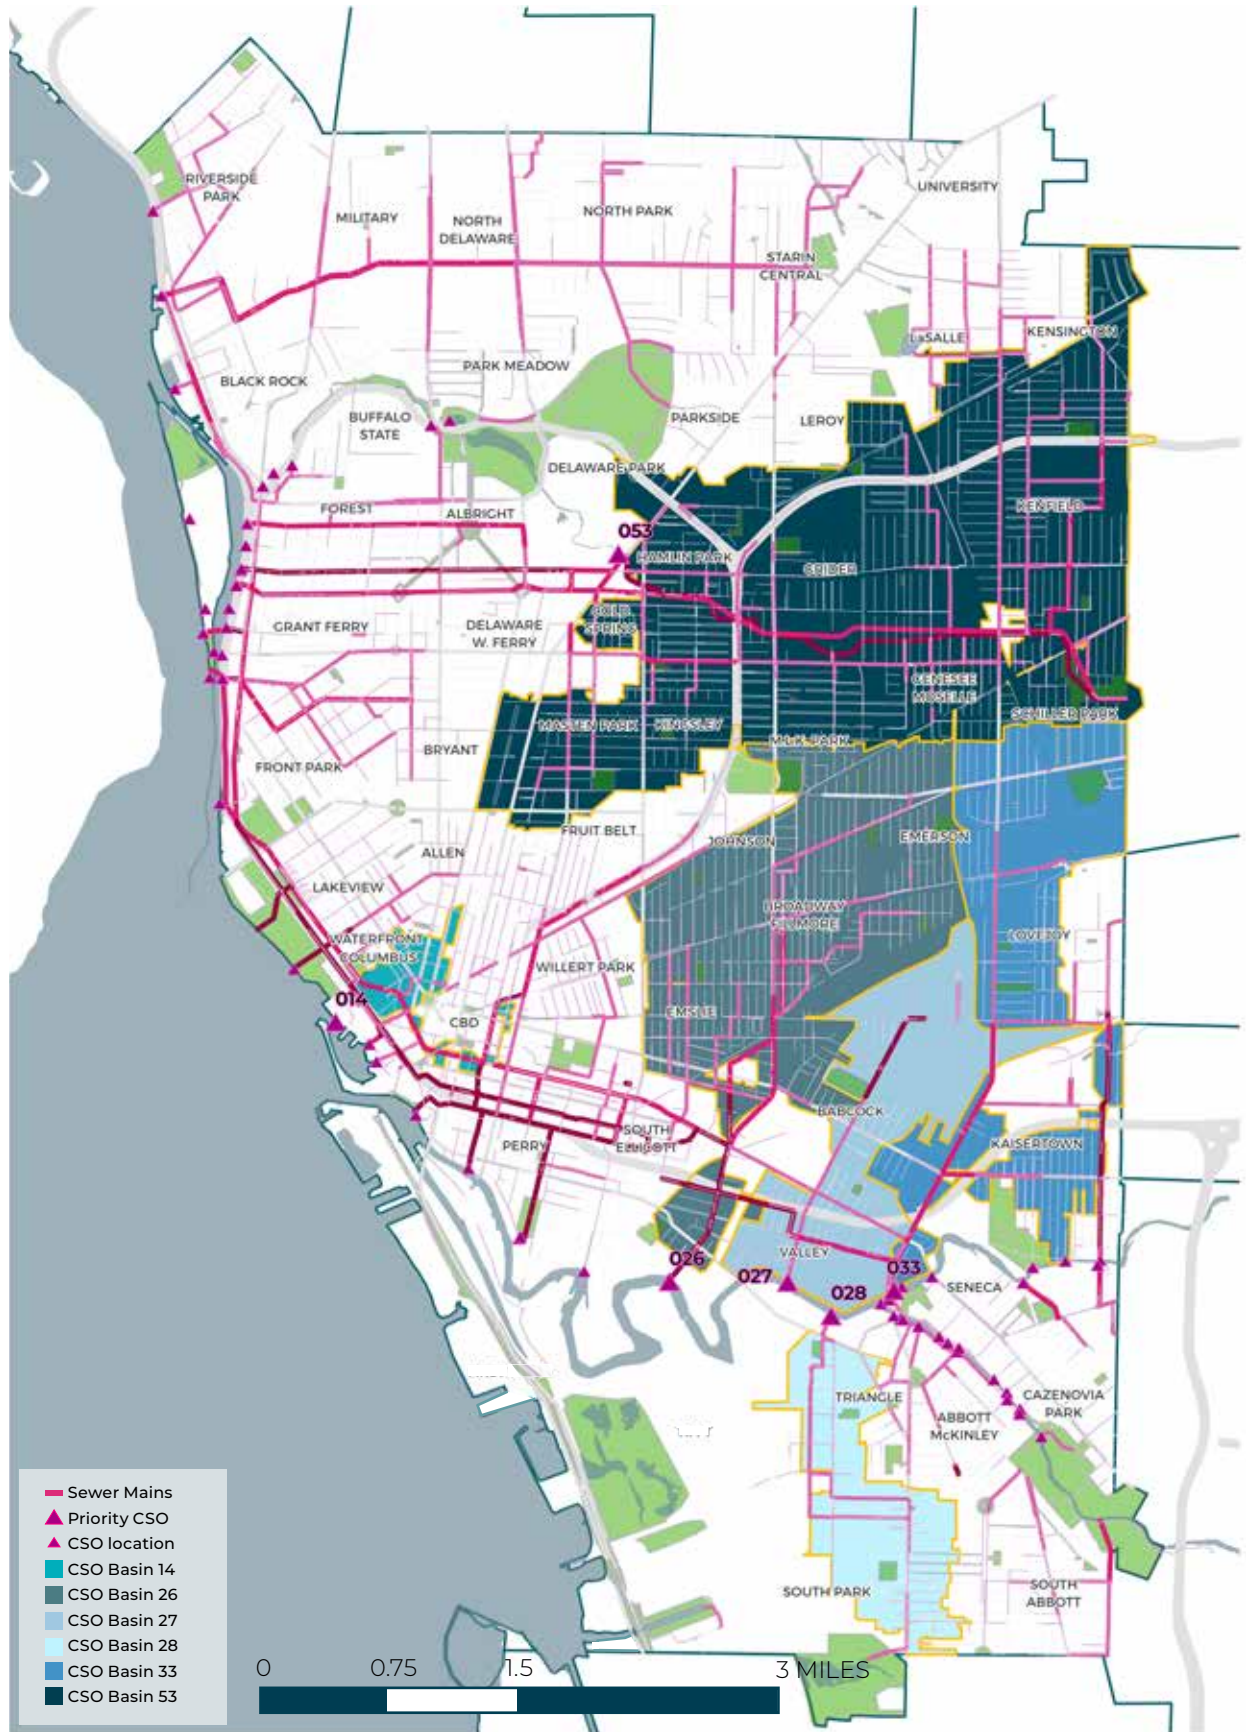 RIVERSIDE
PARK
MILITARY
NORTH
DELAWARE
NORTH PARK
UNIVERSITY
STARIN
CENTRAL
LaSALLE
KENSINGTON
BLACK ROCK
PARK MEADOW
BUFFALO
STATE
PARKSIDE
LEROY
DELAWARE PARK
FOREST
ALBRIGHT
KENFIELD
053
HAMLIN PARK
GRIDER
GRANT FERRY
DELAWARE
W. FERRY
COLD
SPRING
GENESEE
MOSELLE
SCHILLER PARK
MASTEN PARK
KINGSLEY
M.L.K. PARK
BRYANT
FRONT PARK
FRUIT BELT
JOHNSON
EMERSON
ALLEN
LAKEVIEW
BROADWAY
FILLMORE
LOVEJOY
WATERFRONT
COLUMBUS
WILLERT PARK
014
CBD
EMSLIE
BABCOCK
PERRY
SOUTH
ELLICOTT
KAISERTOWN
026
027
VALLEY
028
033
SENECA
TRIANGLE
CAZENOVIA
PARK
ABBOTT
McKINLEY
SOUTH PARK
SOUTH
ABBOTT
Sewer Mains
Priority CSO
CSO location
CSO Basin 14
CSO Basin 26
CSO Basin 27
CSO Basin 28
CSO Basin 33
CSO Basin 53
0 0.75 1.5 3 MILES